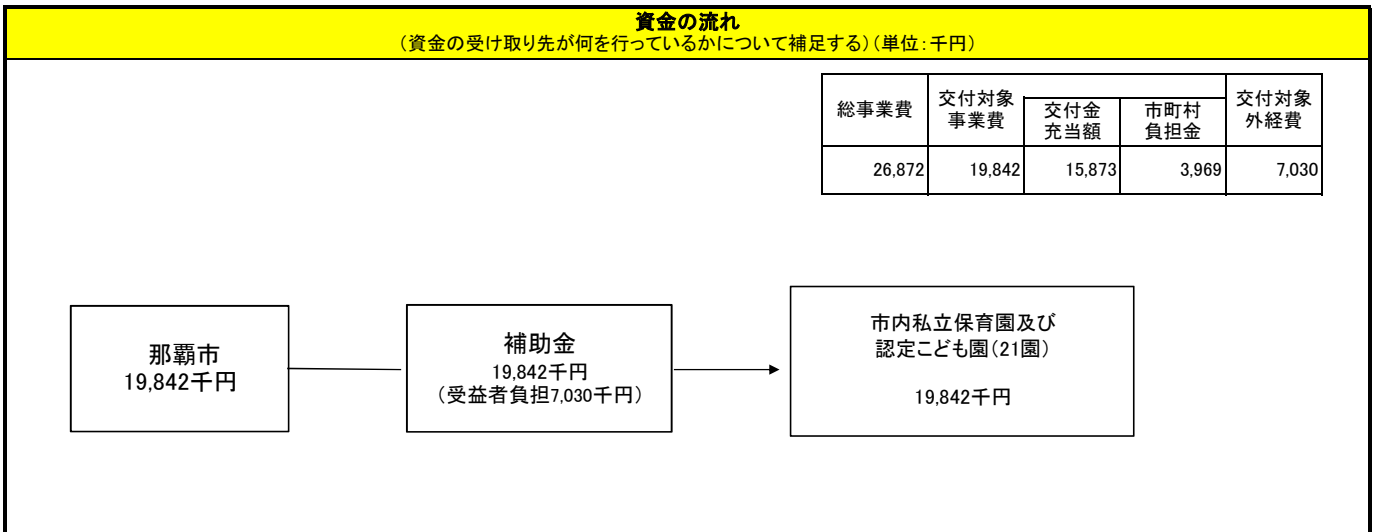 資金の流れ
（資金の受け取り先が何を行っているかについて補足する）（単位：千円）
総事業費 交付対象事業費 交付金充当額 市町村負担金 交付対象外経費
26,872 19,842 15,873 3,969 7,030
那覇市
19,842千円
補助金
19,842千円
（受益者負担7,030千円）
市内私立保育園及び
認定こども園（21園）
19,842千円